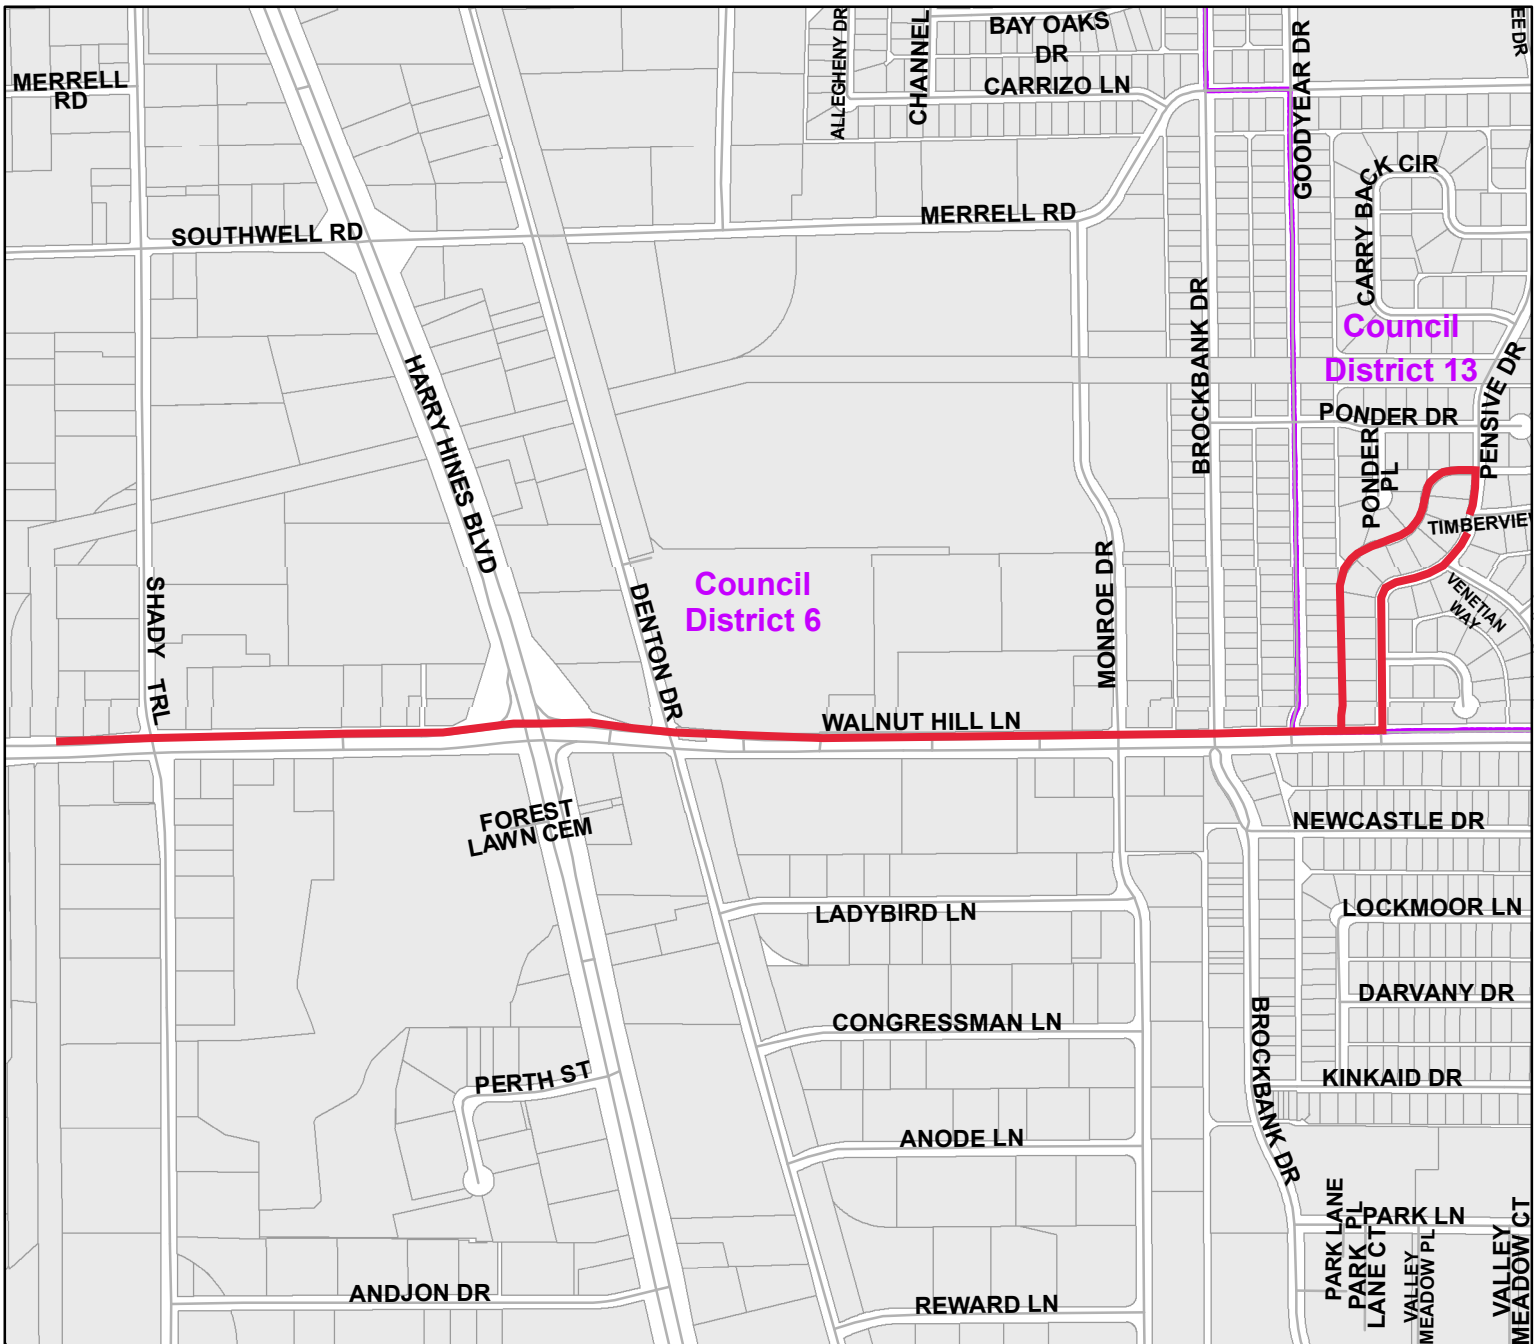 BAY OAKS
DR
ALLEGHENY DR
CHANNEL
CARRIZO LN
GOODYEAR DR
EE DR
MERRELL
RD
CARRY BACK CIR
SOUTHWELL RD
MERRELL RD
BROCKBANK DR
Council
District 13
HARRY HINES BLVD
PENSIVE DR
PONDER DR
PONDER
PL
TIMBERVIEW
VENETIAN
WAY
Council
District 6
SHADY TRL
DENTON DR
MONROE DR
WALNUT HILL LN
FOREST
LAWN CEM
NEWCASTLE DR
LADYBIRD LN
LOCKMOOR LN
DARVANY DR
CONGRESSMAN LN
BROCKBANK DR
PERTH ST
KINKAID DR
ANODE LN
PARK LN
PARK LANE
PARK PL
LANE CT
VALLEY
MEADOW PL
VALLEY
MEADOW CT
ANDJON DR
REWARD LN